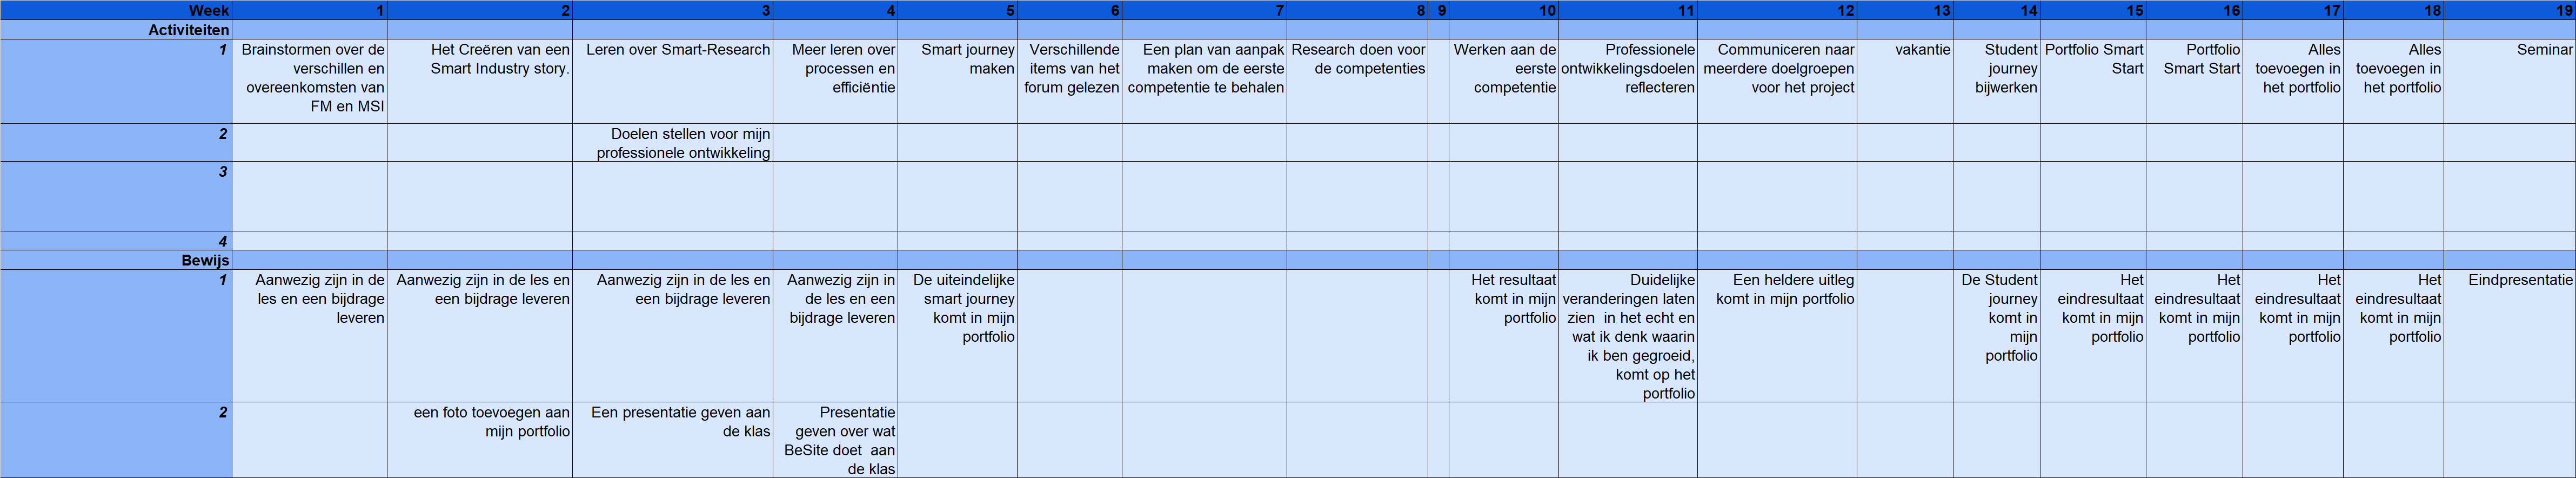 Week 1 2 3 4 5 6 7 8 9 10 11 12 13 14 15 16 17 18 19
Activiteiten
1
Brainstormen over de
verschillen en
overeenkomsten van
FM en MSI
Het Creëren van een
Smart Industry story.
Leren over Smart-Research
Meer leren over
processen en
efficiëntie
Smart journey
maken
Verschillende
items van het
forum gelezen
Een plan van aanpak
maken om de eerste
competentie te behalen
Research doen voor
de competenties
Werken aan de
eerste
competentie
Professionele
ontwikkelingsdoelen
reflecteren
Communiceren naar
meerdere doelgroepen
voor het project
vakantie
Student
journey
bijwerken
Portfolio Smart
Start
Portfolio
Smart Start
Alles
toevoegen in
het portfolio
Alles
toevoegen in
het portfolio
Seminar
2
Doelen stellen voor mijn
professionele ontwikkeling
3
4
Bewijs
1
Aanwezig zijn in de
les en een bijdrage
leveren
Aanwezig zijn in de les en
een bijdrage leveren
Aanwezig zijn in de les en
een bijdrage leveren
Aanwezig zijn in
de les en een
bijdrage leveren
De uiteindelijke
smart journey
komt in mijn
portfolio
Het resultaat
komt in mijn
portfolio
Duidelijke
veranderingen laten
zien  in het echt en
wat ik denk waarin
ik ben gegroeid,
komt op het
portfolio
Een heldere uitleg
komt in mijn portfolio
De Student
journey
komt in
mijn
portfolio
Het
eindresultaat
komt in mijn
portfolio
Het
eindresultaat
komt in mijn
portfolio
Het
eindresultaat
komt in mijn
portfolio
Het
eindresultaat
komt in mijn
portfolio
Eindpresentatie
2
een foto toevoegen aan
mijn portfolio
Een presentatie geven aan
de klas
Presentatie
geven over wat
BeSite doet  aan
de klas